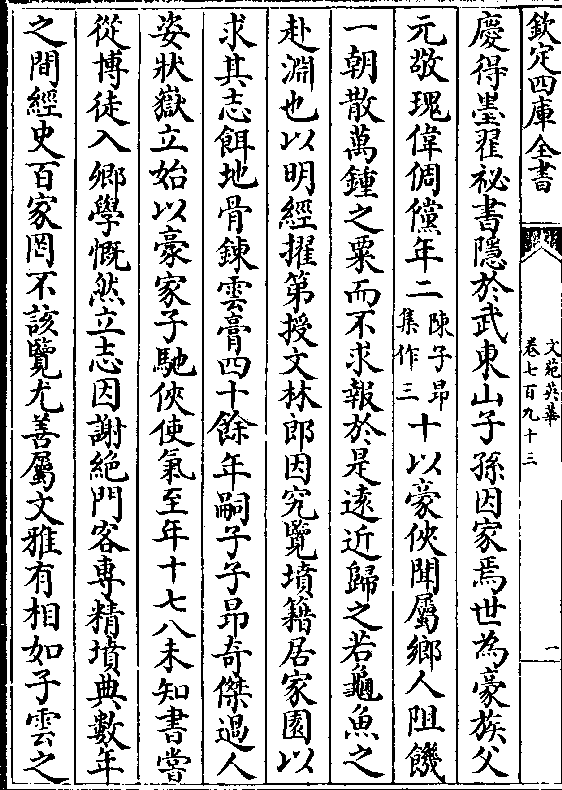 欽定四庫全書
文苑英華
卷七百九十三
一
慶得墨翟祕書隱於武東山子孫因家焉世為豪族父
元敬瑰偉倜儻年二陳子昂集作三十以豪俠聞屬鄉人阻饑
一朝散萬鍾之粟而不求報於是遠近歸之若龜魚之
赴淵也以明經擢第授文林郎因究覽墳籍居家園以
求其志餌地骨鍊雲膏四十餘年嗣子子昂奇傑過人
姿狀嶽立始以豪家子馳俠使氣至年十七八未知書嘗
從博徒入鄉學慨然立志因謝絶門客專精墳典數年
之間經史百家罔不該覽尤善屬文雅有相如子雲之